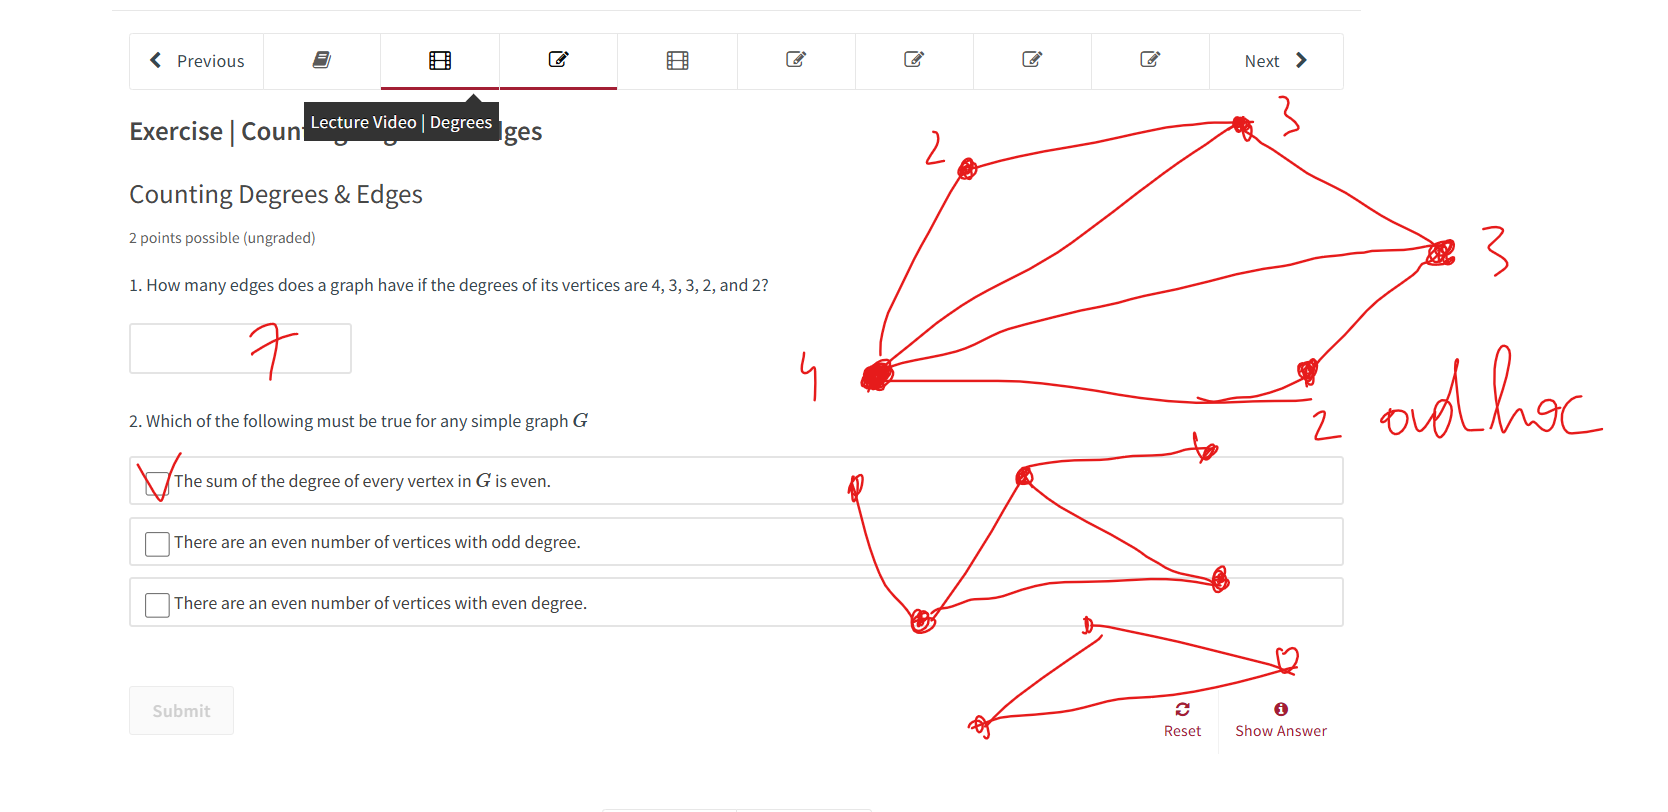 Previous
Next
Lecture Video | Degrees
Exercise | Coun ges
Counting Degrees & Edges
2 points possible (ungraded)
1. How many edges does a graph have if the degrees of its vertices are 4, 3, 3, 2, and 2?
7
2
3
3
4
2
2. Which of the following must be true for any simple graph G
The sum of the degree of every vertex in G is even.
There are an even number of vertices with odd degree.
There are an even number of vertices with even degree.
Submit
Reset
Show Answer